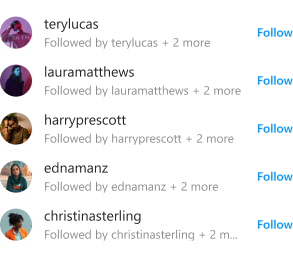 terylucas
Followed by terylucas + 2 more
Follow
lauramatthews
Followed by lauramatthews + 2 more
Follow
harryprescott
Followed by harryprescott + 2 more
Follow
ednamanz
Followed by ednamanz + 2 more
Follow
christinasterling
Followed by christinasterling + 2 m...
Follow